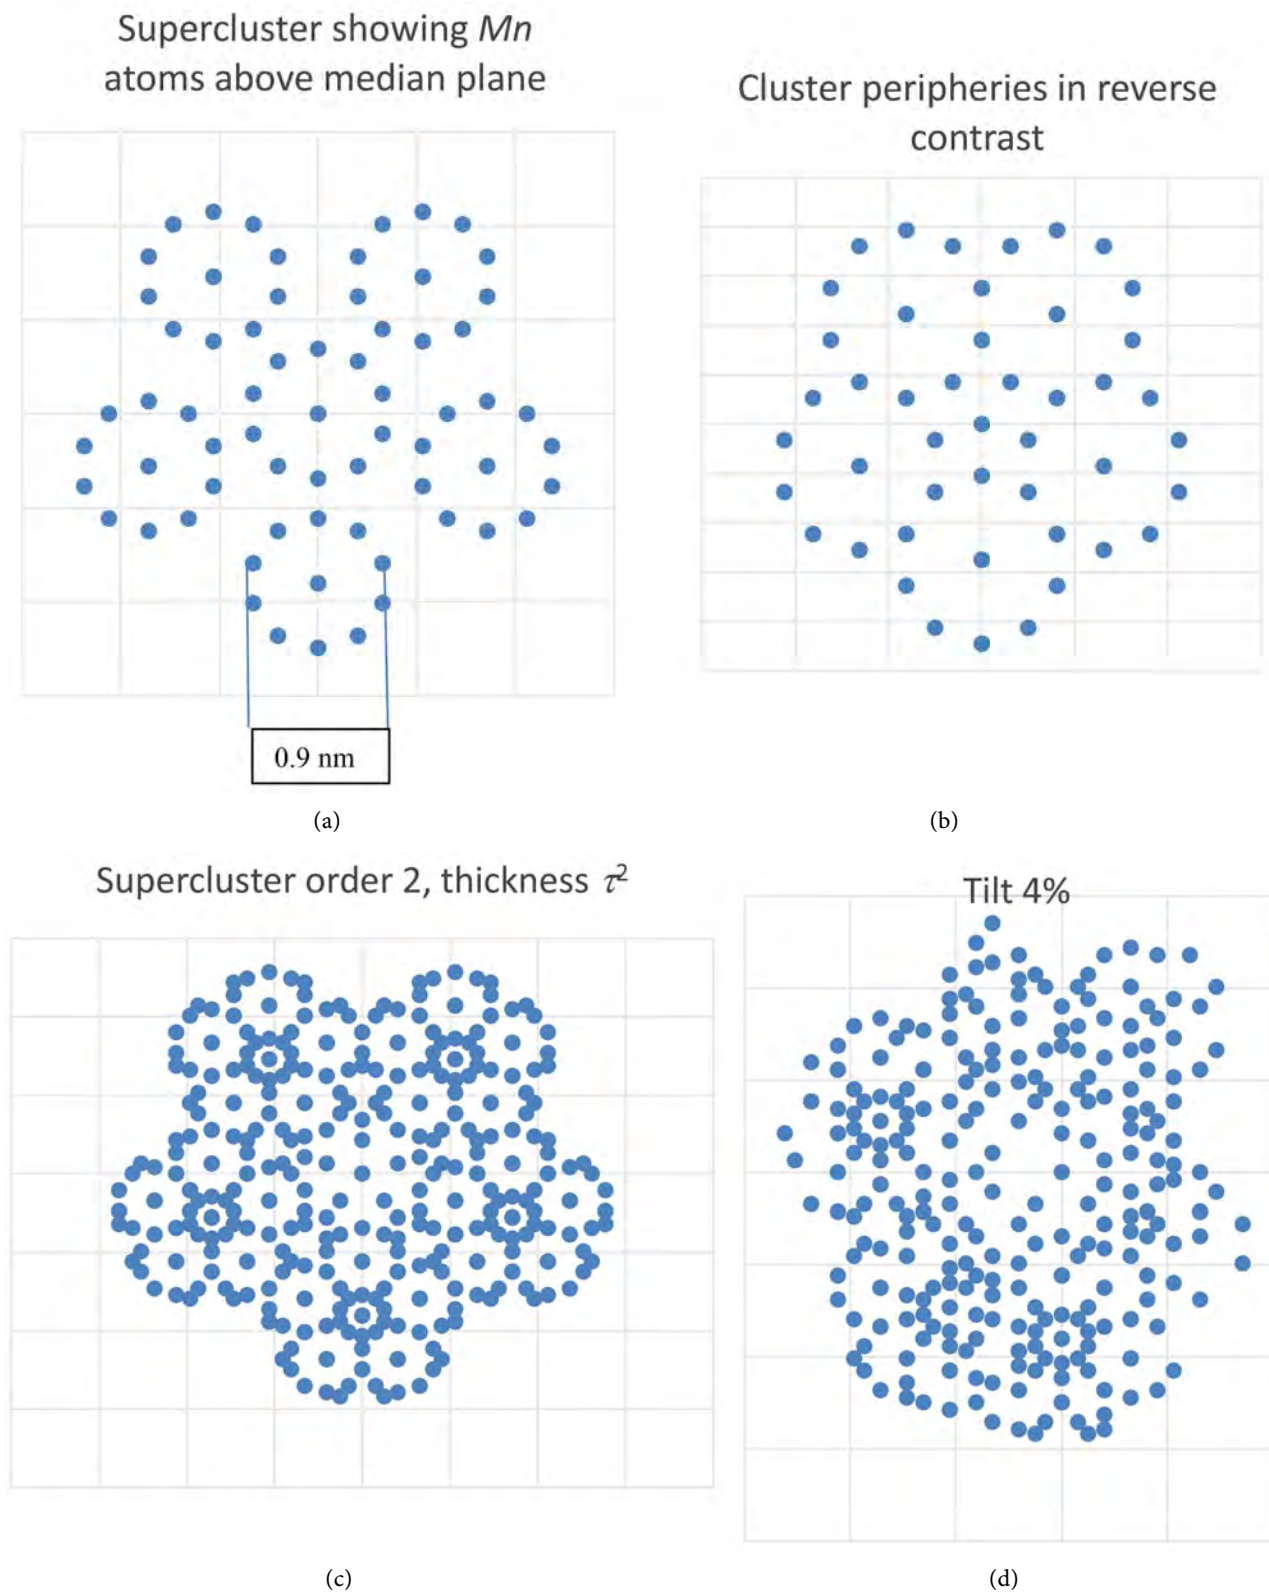 Supercluster showing Mn
atoms above median plane
Cluster peripheries in reverse
contrast
0.9 nm
(a)
(b)
Supercluster order 2, thickness τ²
Tilt 4%
(c)
(d)